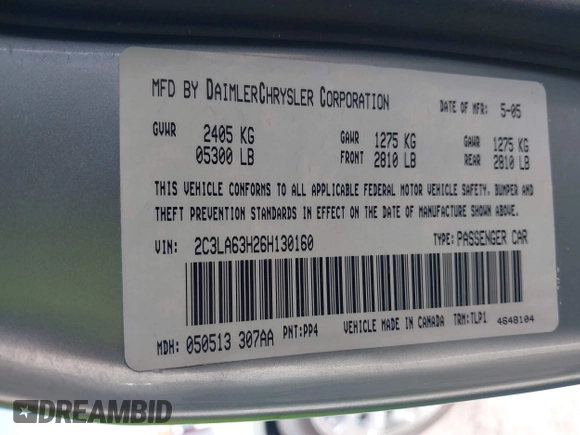 MFD BY DAIMLERCHRYSLER CORPORATION
DATE OF MFR: 5-05
GVWR 2405 KG
05300 LB
GAWR 1275 KG
FRONT 2810 LB
GAWR 1275 KG
REAR 2810 LB
THIS VEHICLE CONFORMS TO ALL APPLICABLE FEDERAL MOTOR VEHICLE SAFETY, BUMPER AND
THEFT PREVENTION STANDARDS IN EFFECT ON THE DATE OF MANUFACTURE SHOWN ABOVE.
VIN: 2C3LA63H26H130160
TYPE: PASSENGER CAR
MDH: 050513 307AA
PNT: PP4
VEHICLE MADE IN CANADA
TRM: TLP1
4648104
DREAMBID